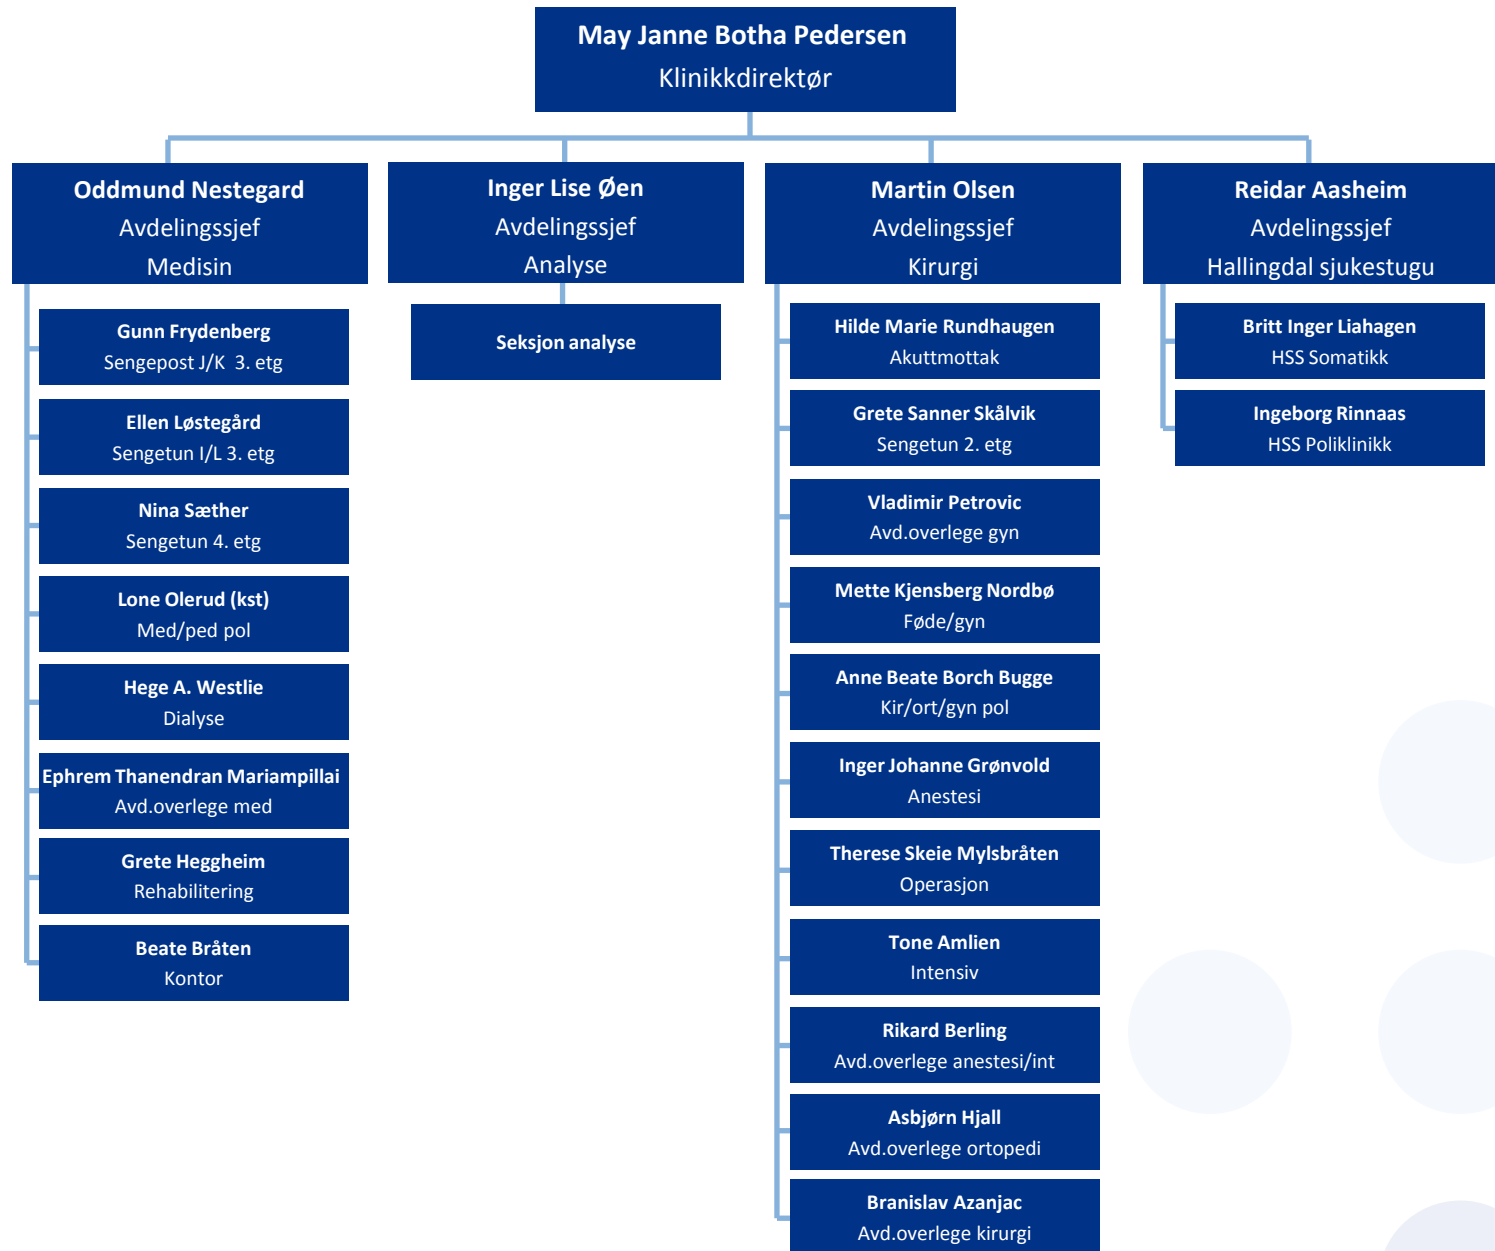 May Janne Botha Pedersen
Klinikkdirektør
Oddmund Nestegard
Avdelingssjef
Medisin
Gunn Frydenberg
Sengepost J/K 3. etg
Ellen Løstegård
Sengetun I/L 3. etg
Nina Sæther
Sengetun 4. etg
Lone Olerud (kst)
Med/ped pol
Hege A. Westlie
Dialyse
Ephrem Thanendran Mariampillai
Avd.overlege med
Grete Heggheim
Rehabilitering
Beate Bråten
Kontor
Inger Lise Øen
Avdelingssjef
Analyse
Seksjon analyse
Martin Olsen
Avdelingssjef
Kirurgi
Hilde Marie Rundhaugen
Akuttmottak
Grete Sanner Skålvik
Sengetun 2. etg
Vladimir Petrovic
Avd.overlege gyn
Mette Kjensberg Nordbø
Føde/gyn
Anne Beate Borch Bugge
Kir/ort/gyn pol
Inger Johanne Grønvold
Anestesi
Therese Skeie Mylsbråten
Operasjon
Tone Amlien
Intensiv
Rikard Berling
Avd.overlege anestesi/int
Asbjørn Hjall
Avd.overlege ortopedi
Branislav Azanjac
Avd.overlege kirurgi
Reidar Aasheim
Avdelingssjef
Hallingdal sjukestugu
Britt Inger Liahagen
HSS Somatikk
Ingeborg Rinnaas
HSS Poliklinikk